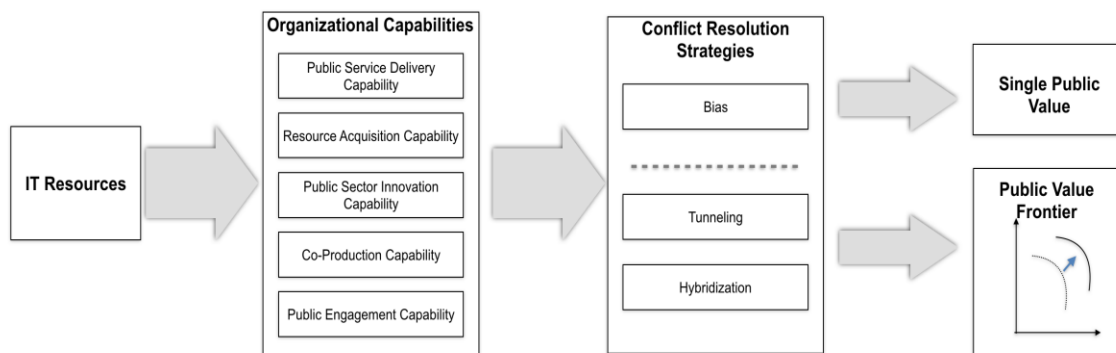 IT Resources
Organizational Capabilities
Public Service Delivery
Capability
Resource Acquisition Capability
Public Sector Innovation
Capability
Co-Production Capability
Public Engagement Capability
Conflict Resolution
Strategies
Bias
Tunneling
Hybridization
Single Public
Value
Public Value
Frontier